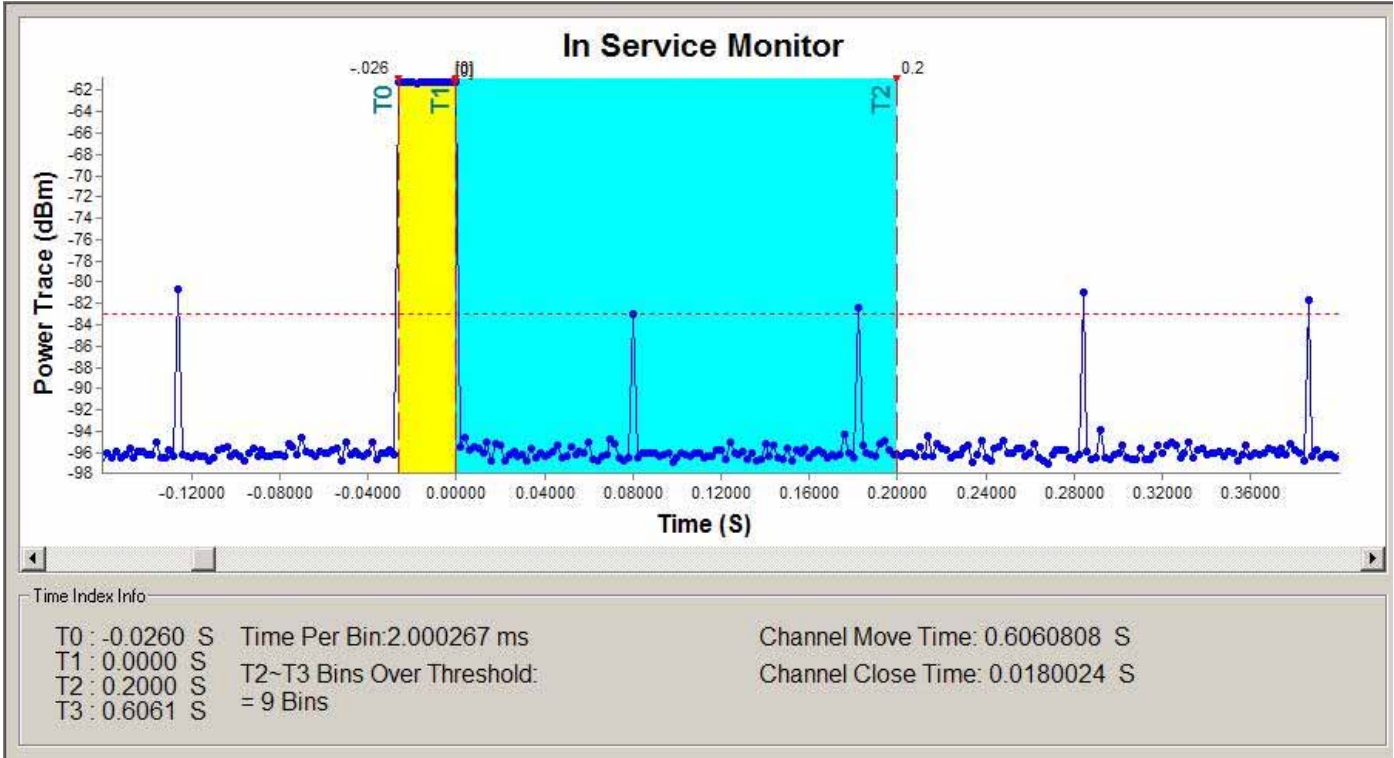 In Service Monitor
-.026
[0]
0.2
T0
T1
T2
Power Trace (dBm)
-62
-64
-66
-68
-70
-72
-74
-76
-78
-80
-82
-84
-86
-88
-90
-92
-94
-96
-98
-0.12000 -0.08000 -0.04000 0.00000 0.04000 0.08000 0.12000 0.16000 0.20000 0.24000 0.28000 0.32000 0.36000
Time (S)
Time Index Info
T0 : -0.0260 S
T1 : 0.0000 S
T2 : 0.2000 S
T3 : 0.6061 S
Time Per Bin:2.000267 ms
T2~T3 Bins Over Threshold:
= 9 Bins
Channel Move Time: 0.6060808 S
Channel Close Time: 0.0180024 S